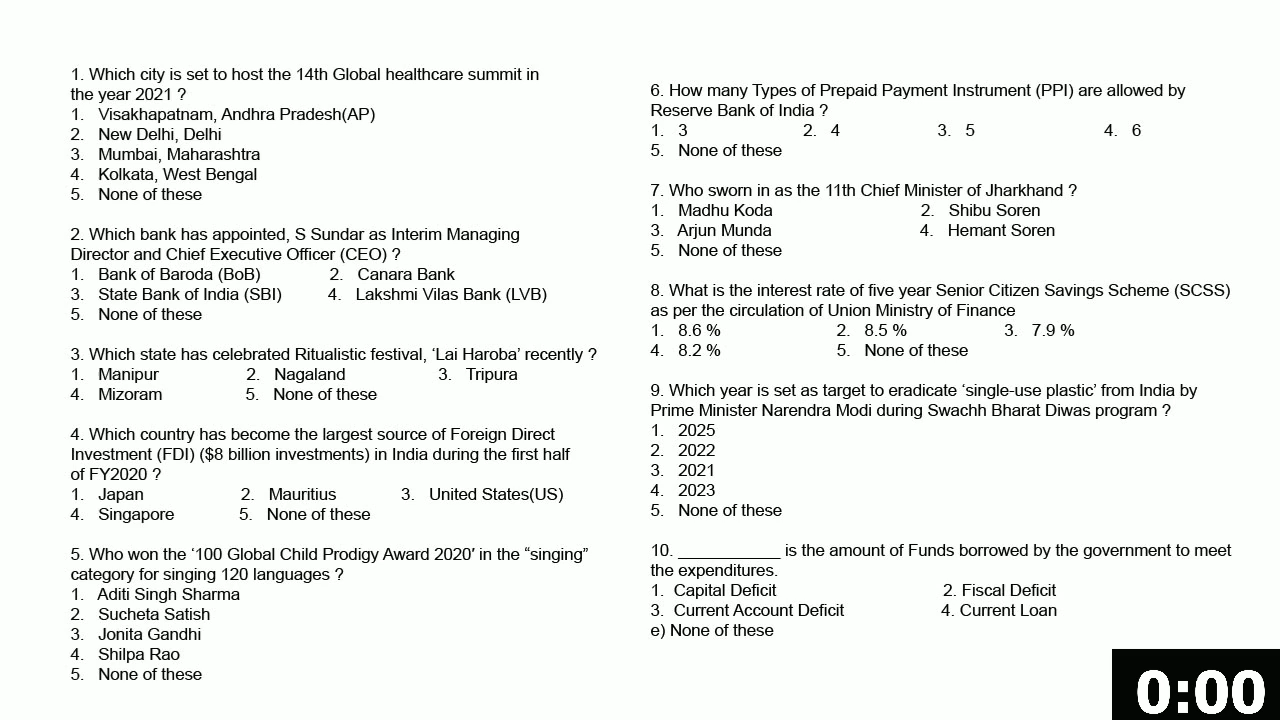 1. Which city is set to host the 14th Global healthcare summit in
the year 2021 ?
1. Visakhapatnam, Andhra Pradesh(AP)
2. New Delhi, Delhi
3. Mumbai, Maharashtra
4. Kolkata, West Bengal
5. None of these
2. Which bank has appointed, S Sundar as Interim Managing
Director and Chief Executive Officer (CEO) ?
1. Bank of Baroda (BoB) 2. Canara Bank
3. State Bank of India (SBI) 4. Lakshmi Vilas Bank (LVB)
5. None of these
3. Which state has celebrated Ritualistic festival, ‘Lai Haroba’ recently ?
1. Manipur 2. Nagaland 3. Tripura
4. Mizoram 5. None of these
4. Which country has become the largest source of Foreign Direct
Investment (FDI) ($8 billion investments) in India during the first half
of FY2020 ?
1. Japan 2. Mauritius 3. United States(US)
4. Singapore 5. None of these
5. Who won the ‘100 Global Child Prodigy Award 2020′ in the “singing”
category for singing 120 languages ?
1. Aditi Singh Sharma
2. Sucheta Satish
3. Jonita Gandhi
4. Shilpa Rao
5. None of these
6. How many Types of Prepaid Payment Instrument (PPI) are allowed by
Reserve Bank of India ?
1. 3 2. 4 3. 5 4. 6
5. None of these
7. Who sworn in as the 11th Chief Minister of Jharkhand ?
1. Madhu Koda 2. Shibu Soren
3. Arjun Munda 4. Hemant Soren
5. None of these
8. What is the interest rate of five year Senior Citizen Savings Scheme (SCSS)
as per the circulation of Union Ministry of Finance
1. 8.6 % 2. 8.5 % 3. 7.9 %
4. 8.2 % 5. None of these
9. Which year is set as target to eradicate ‘single-use plastic’ from India by
Prime Minister Narendra Modi during Swachh Bharat Diwas program ?
1. 2025
2. 2022
3. 2021
4. 2023
5. None of these
10. ___________ is the amount of Funds borrowed by the government to meet
the expenditures.
1. Capital Deficit 2. Fiscal Deficit
3. Current Account Deficit 4. Current Loan
e) None of these
0:00